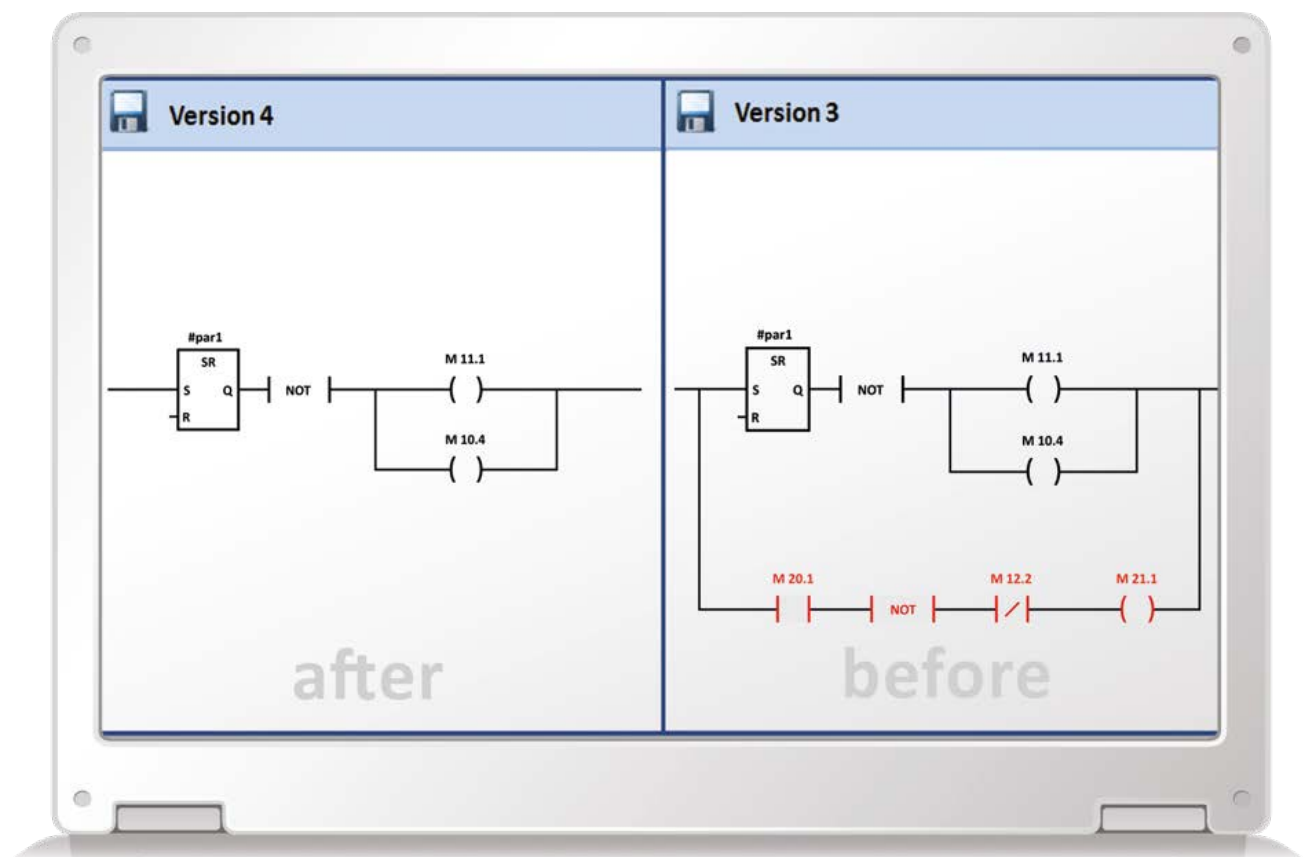 Version 4
#par1
SR
S Q
R
NOT
M 11.1
( )
M 10.4
( )
after
Version 3
#par1
SR
S Q
R
NOT
M 11.1
( )
M 10.4
( )
M 20.1
NOT
M 12.2
M 21.1
( )
before